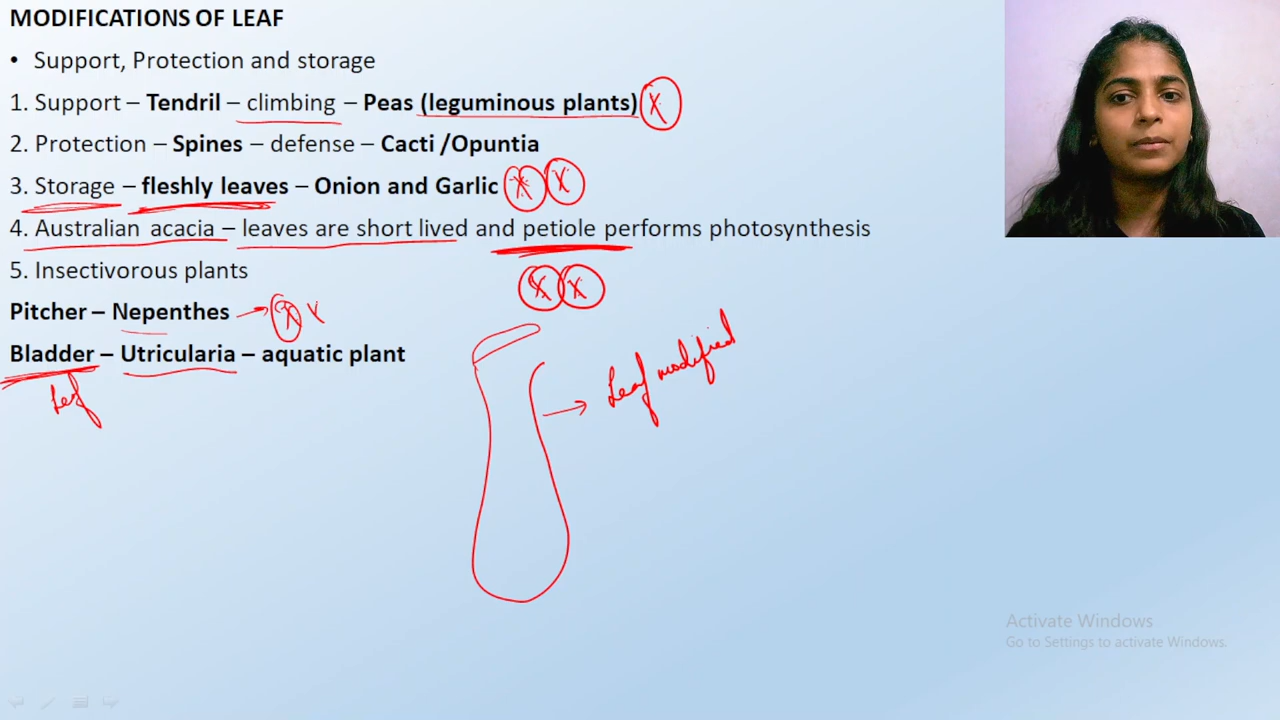 MODIFICATIONS OF LEAF
• Support, Protection and storage
1. Support – Tendril – climbing – Peas (leguminous plants)
2. Protection – Spines – defense – Cacti /Opuntia
3. Storage – fleshly leaves – Onion and Garlic
4. Australian acacia – leaves are short lived and petiole performs photosynthesis
5. Insectivorous plants
Pitcher – Nepenthes
Bladder – Utricularia – aquatic plant
Leaf
Leaf modified
Activate Windows
Go to Settings to activate Windows.